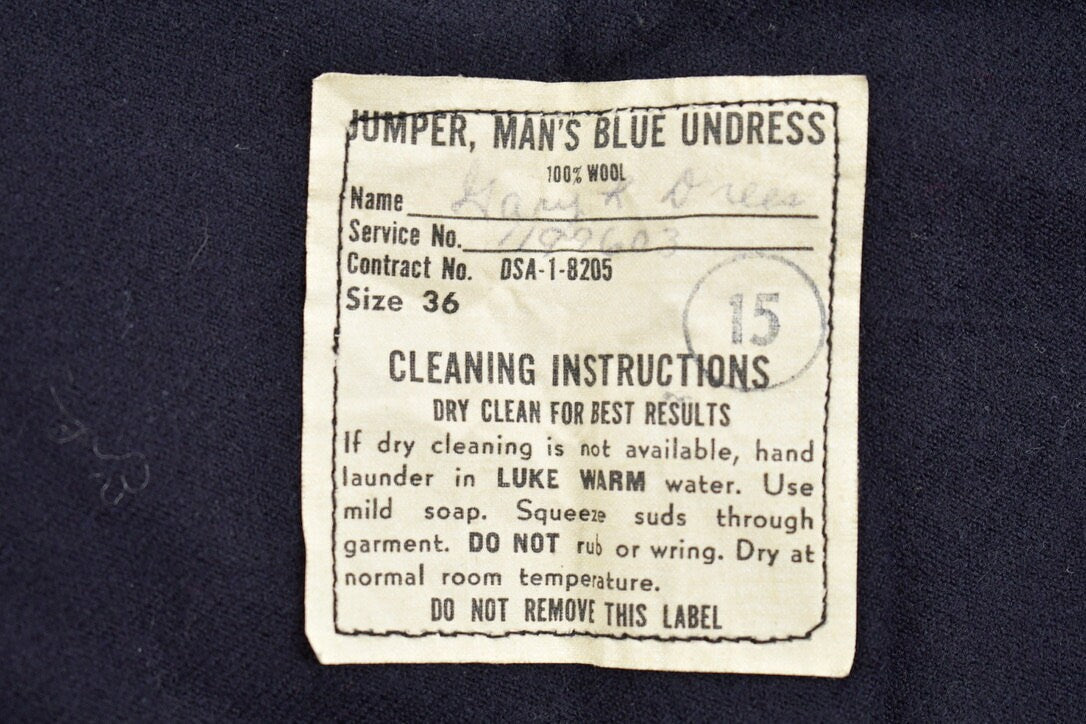 JUMPER, MAN'S BLUE UNDRESS
100% WOOL
Name Gary R Drees
Service No.
Contract No. DSA-1-8205
Size 36
15
CLEANING INSTRUCTIONS
DRY CLEAN FOR BEST RESULTS
If dry cleaning is not available, hand
launder in LUKE WARM water. Use
mild soap. Squeeze suds through
garment. DO NOT rub or wring. Dry at
normal room temperature.
DO NOT REMOVE THIS LABEL